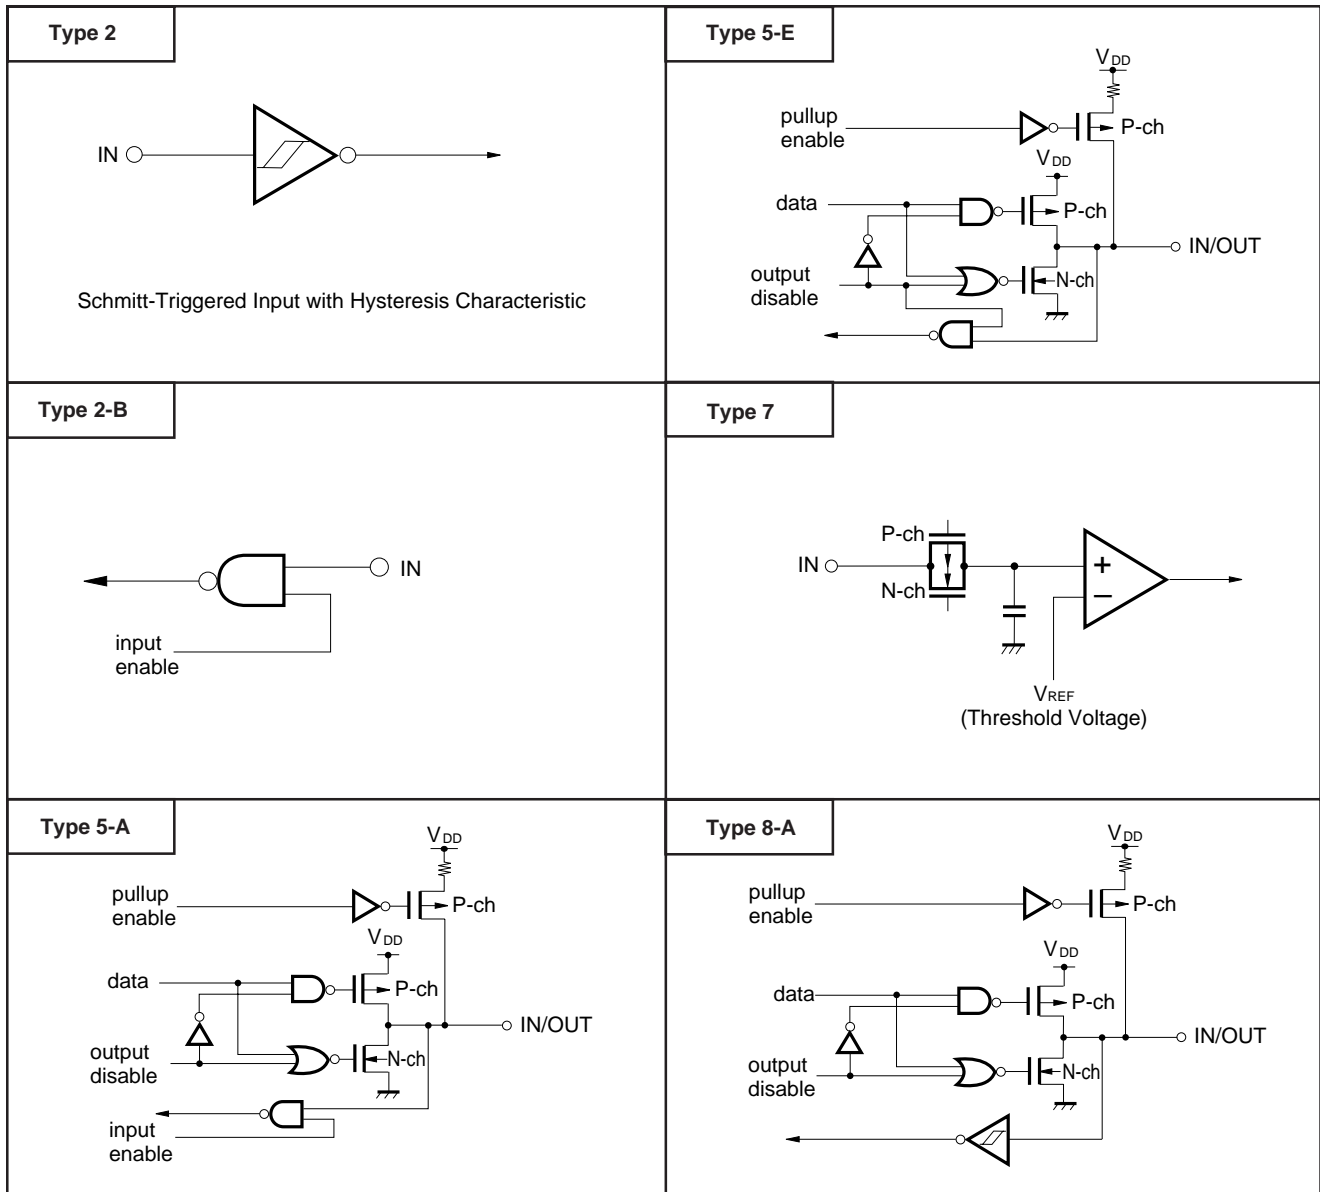 Type 2
IN
Schmitt-Triggered Input with Hysteresis Characteristic
Type 5-E
VDD
pullup
enable
P-ch
VDD
data
P-ch
IN/OUT
output
disable
N-ch
Type 2-B
IN
input
enable
Type 7
P-ch
IN
N-ch
+
−
VREF
(Threshold Voltage)
Type 5-A
VDD
pullup
enable
P-ch
VDD
data
P-ch
IN/OUT
output
disable
N-ch
input
enable
Type 8-A
VDD
pullup
enable
P-ch
VDD
data
P-ch
IN/OUT
output
disable
N-ch